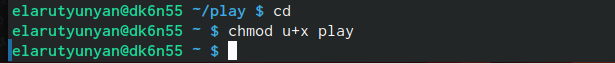 elarutyunyan@dk6n55 ~/play $ cd
elarutyunyan@dk6n55 ~ $ chmod u+x play
elarutyunyan@dk6n55 ~ $